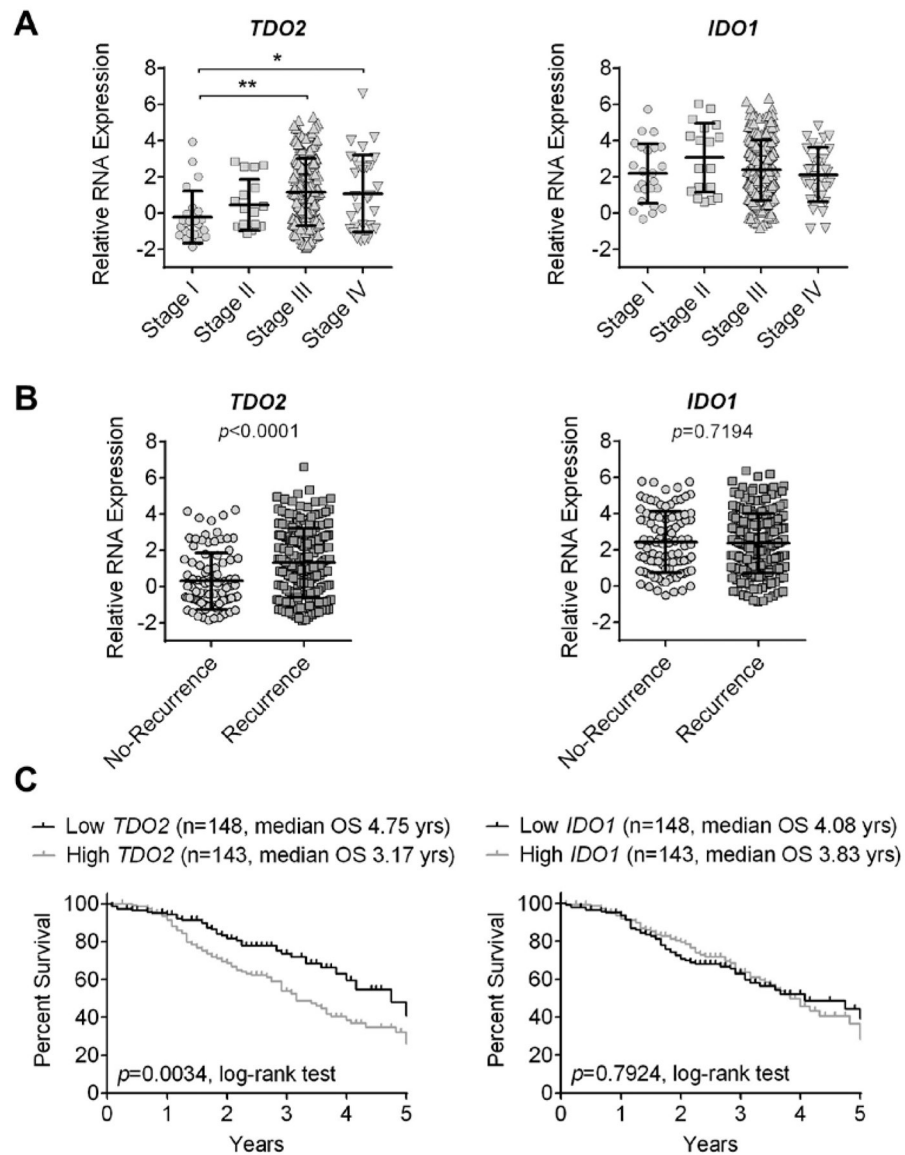 A
TDO2
IDO1
Relative RNA Expression
8
6
4
2
0
-2
*
**
Stage I
Stage II
Stage III
Stage IV
Relative RNA Expression
8
6
4
2
0
-2
Stage I
Stage II
Stage III
Stage IV
B
TDO2
p<0.0001
IDO1
p=0.7194
Relative RNA Expression
8
6
4
2
0
-2
No-Recurrence
Recurrence
Relative RNA Expression
8
6
4
2
0
-2
No-Recurrence
Recurrence
C
Low TDO2 (n=148, median OS 4.75 yrs)
High TDO2 (n=143, median OS 3.17 yrs)
Low IDO1 (n=148, median OS 4.08 yrs)
High IDO1 (n=143, median OS 3.83 yrs)
Percent Survival
100
80
60
40
20
0
p=0.0034, log-rank test
0 1 2 3 4 5
Years
Percent Survival
100
80
60
40
20
0
p=0.7924, log-rank test
0 1 2 3 4 5
Years